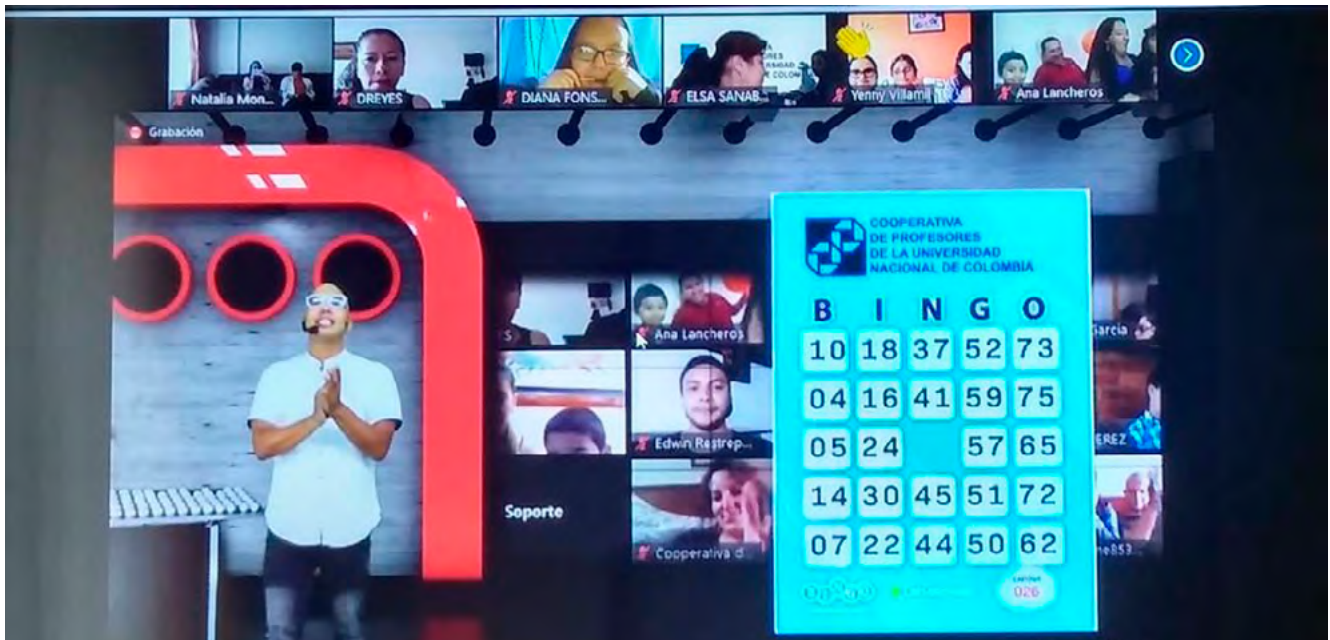 Natalia Mon...
DREYES
DIANA FONS...
ELSA SANAB...
Yenny Villamil
Ana Lancheros
Grabación
COOPERATIVA
DE PROFESORES
DE LA UNIVERSIDAD
NACIONAL DE COLOMBIA
B I N G O
10 18 37 52 73
04 16 41 59 75
05 24 57 65
14 30 45 51 72
07 22 44 50 62
026
Ana Lancheros
García
Edwin Restrep...
EREZ
Soporte
Cooperativa d...